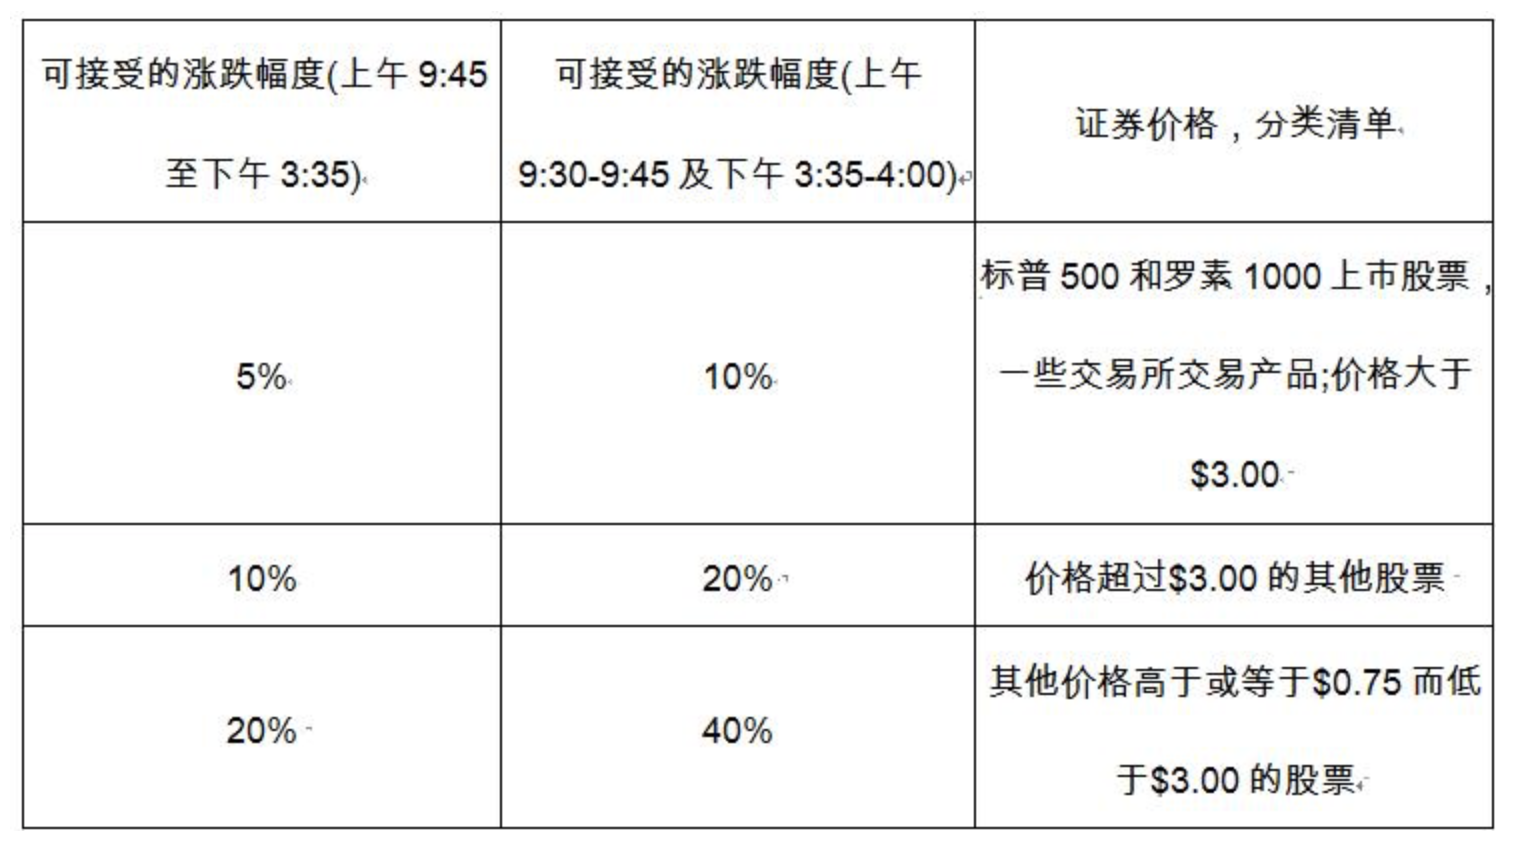 可接受的涨跌幅度(上午 9:45
至下午 3:35)
可接受的涨跌幅度(上午
9:30-9:45 及下午 3:35-4:00)
证券价格，分类清单
5%
10%
标普 500 和罗素 1000 上市股票，
一些交易所交易产品;价格大于
$3.00
10%
20%
价格超过$3.00 的其他股票
20%
40%
其他价格高于或等于$0.75 而低
于$3.00 的股票